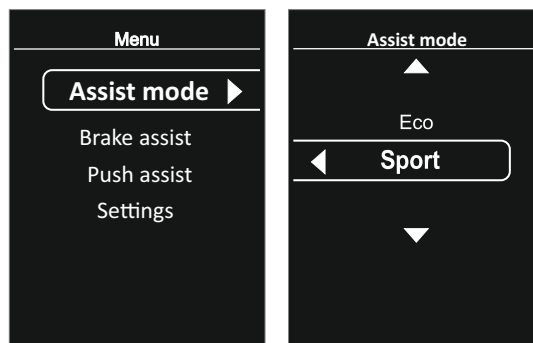 Menu
Assist mode
Brake assist
Push assist
Settings
Assist mode
Eco
Sport